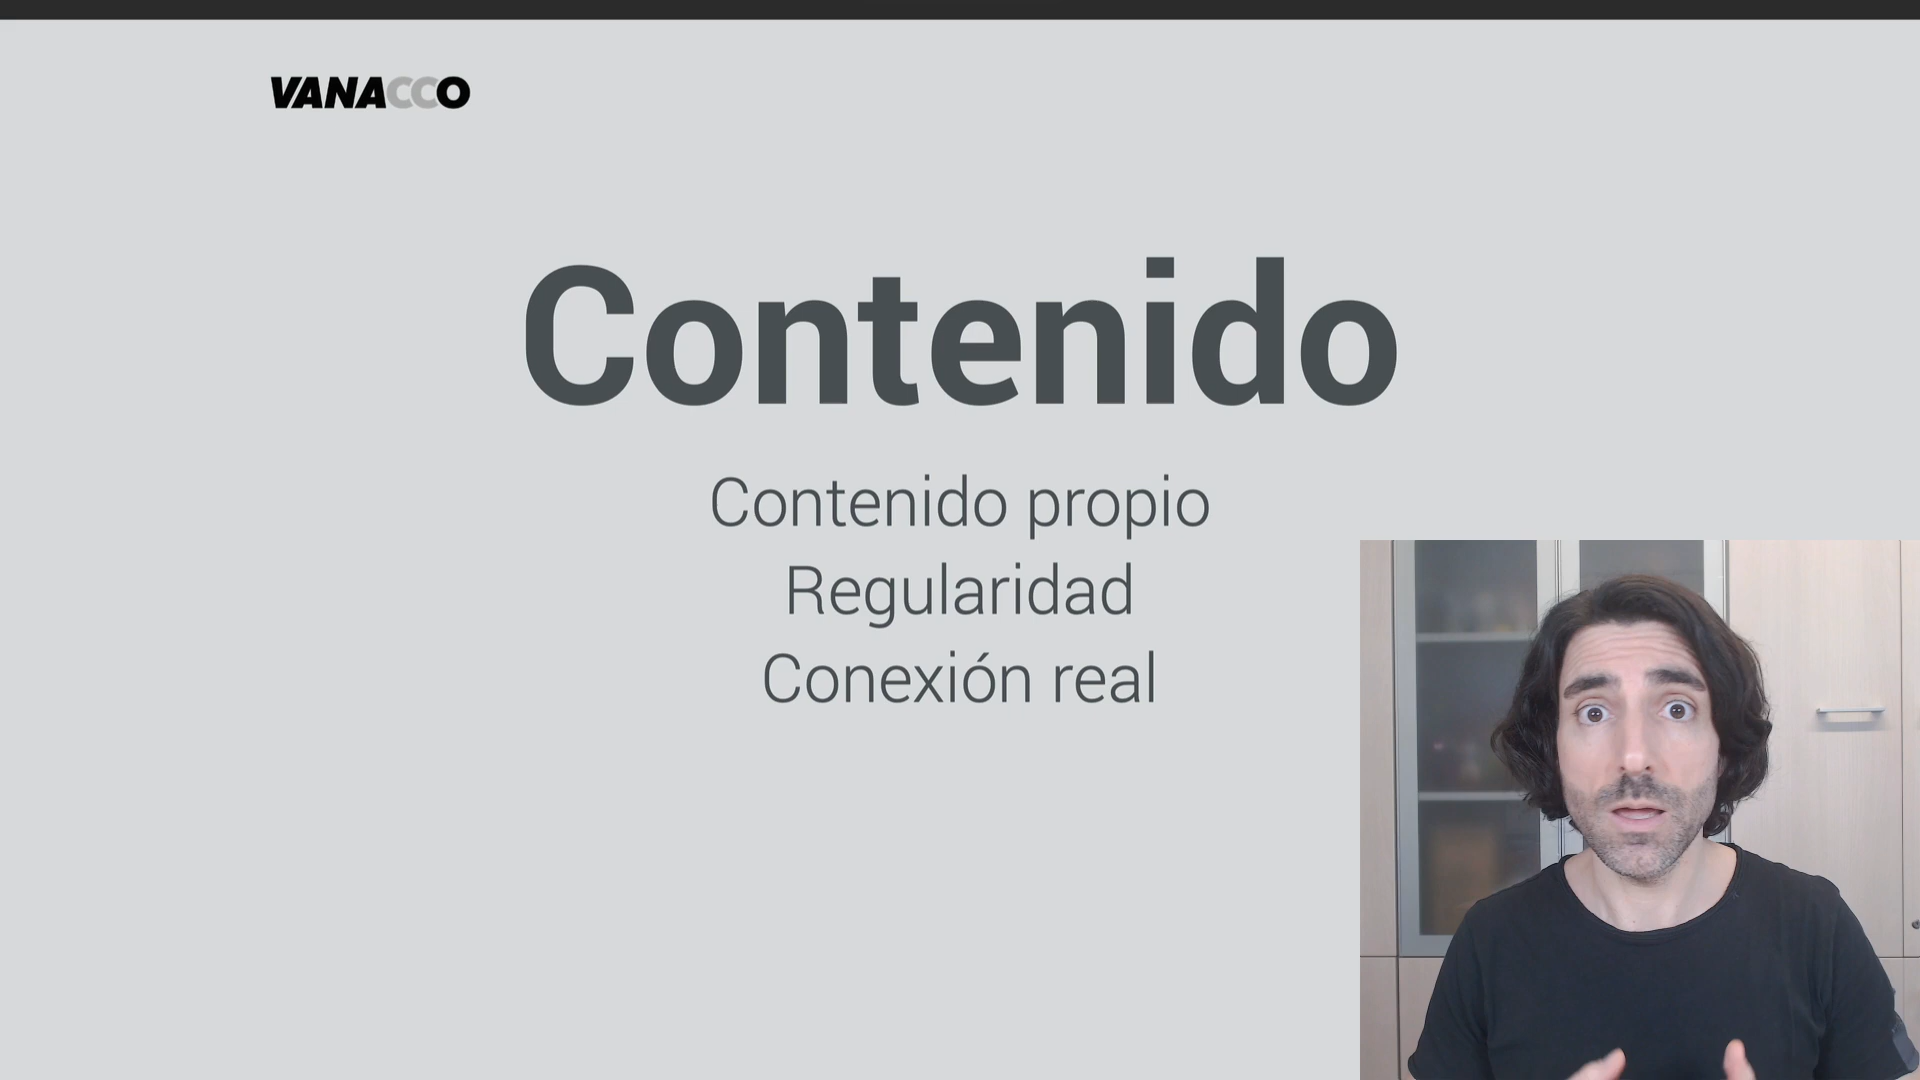 VANACCO
Contenido
Contenido propio
Regularidad
Conexión real